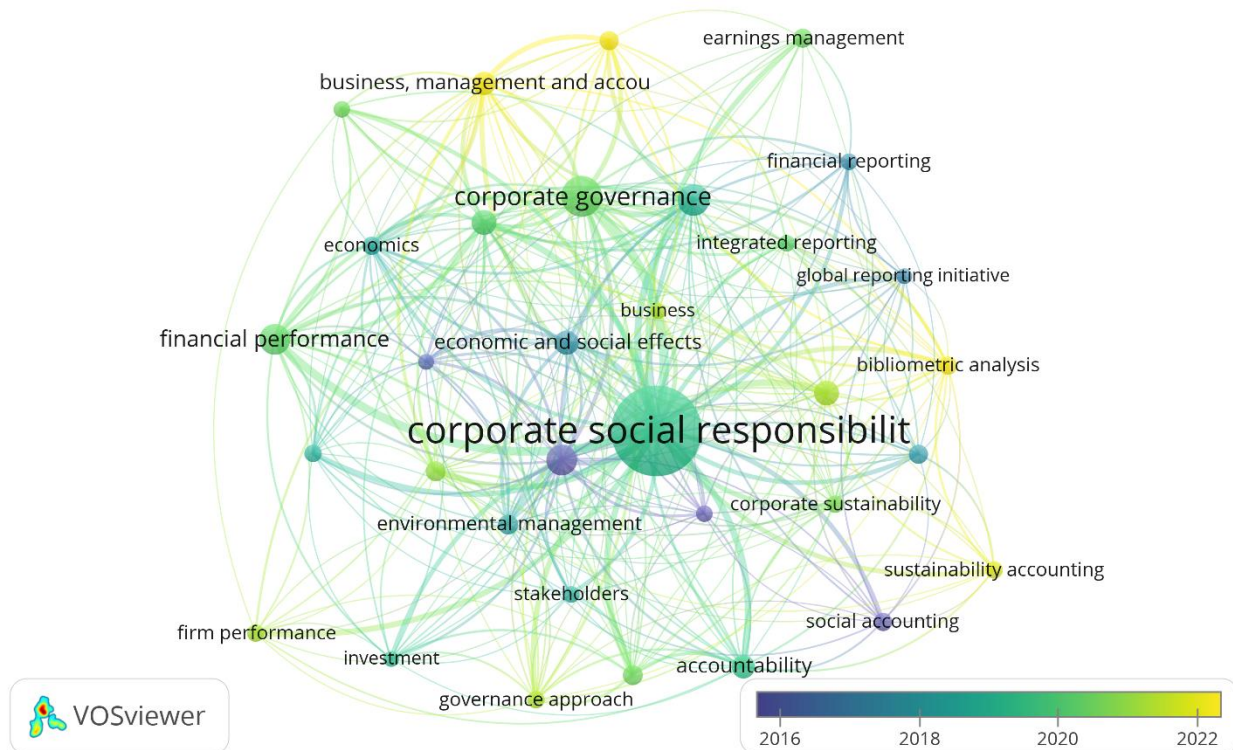 earnings management
business, management and accou
financial reporting
corporate governance
integrated reporting
economics
global reporting initiative
business
financial performance
economic and social effects
bibliometric analysis
corporate social responsibilit
corporate sustainability
environmental management
sustainability accounting
stakeholders
social accounting
firm performance
investment
accountability
governance approach
VOSviewer
2016 2018 2020 2022